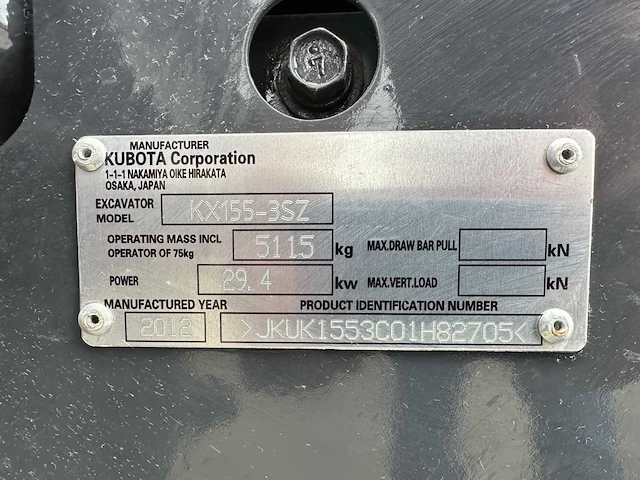 MANUFACTURER
KUBOTA Corporation
1-1-1 NAKAMIYA OIKE HIRAKATA
OSAKA, JAPAN
EXCAVATOR MODEL KX155-3SZ
OPERATING MASS INCL OPERATOR OF 75kg 5115 kg MAX.DRAW BAR PULL kN
POWER 29.4 kw MAX.VERT.LOAD kN
MANUFACTURED YEAR PRODUCT IDENTIFICATION NUMBER
2012 >JKUK1553C01H82705<